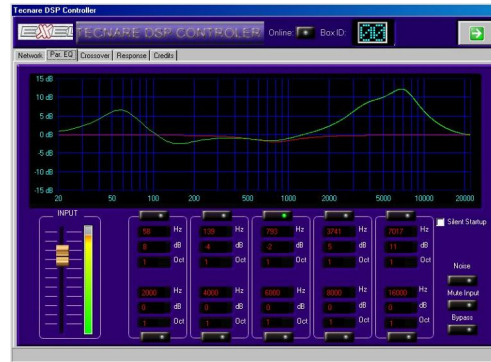 Tecnare DSP Controller
EXEL TECNARE DSP CONTROLER Online: Box ID: 00
Network Par. EQ Crossover Response Credits
15 dB
10 dB
5 dB
0 dB
-5 dB
-10 dB
-15 dB
20 50 100 200 500 1000 2000 5000 10000 20000
INPUT
Silent Startup
58 Hz 139 Hz 793 Hz 3741 Hz 7017 Hz
8 dB -4 dB -2 dB 5 dB 11 dB
1 Oct 1 Oct 1 Oct 1 Oct 1 Oct
Noise
2000 Hz 4000 Hz 6000 Hz 8000 Hz 16000 Hz
Mute Input
0 dB 0 dB 0 dB 0 dB 0 dB
Bypass
1 Oct 1 Oct 1 Oct 1 Oct 1 Oct